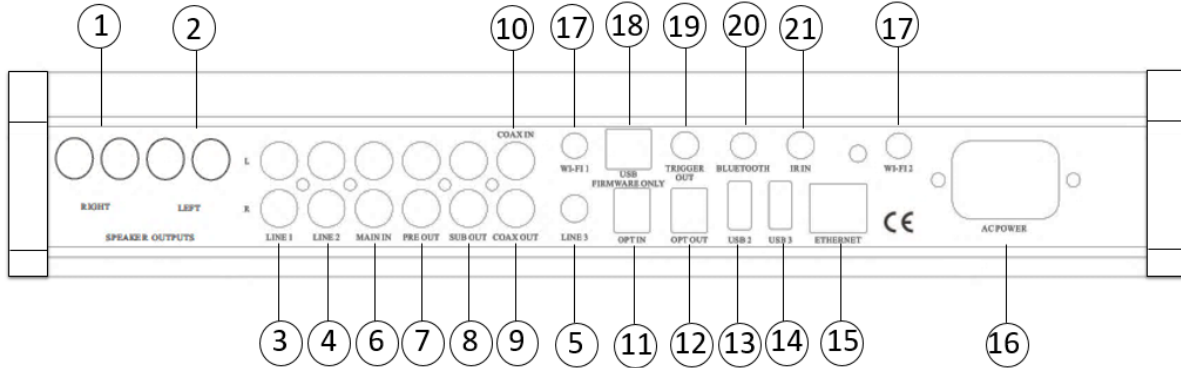 1 2 10 17 18 19 20 21 17
COAX IN
L
WI-FI 1 USB FIRMWARE ONLY TRIGGER OUT BLUETOOTH IR IN WI-FI 2
RIGHT LEFT R
CE
AC POWER
SPEAKER OUTPUTS LINE 1 LINE 2 MAIN IN PRE OUT SUB OUT COAX OUT LINE 3 OPT IN OPT OUT USB 2 USB 3 ETHERNET
3 4 6 7 8 9 5 11 12 13 14 15 16